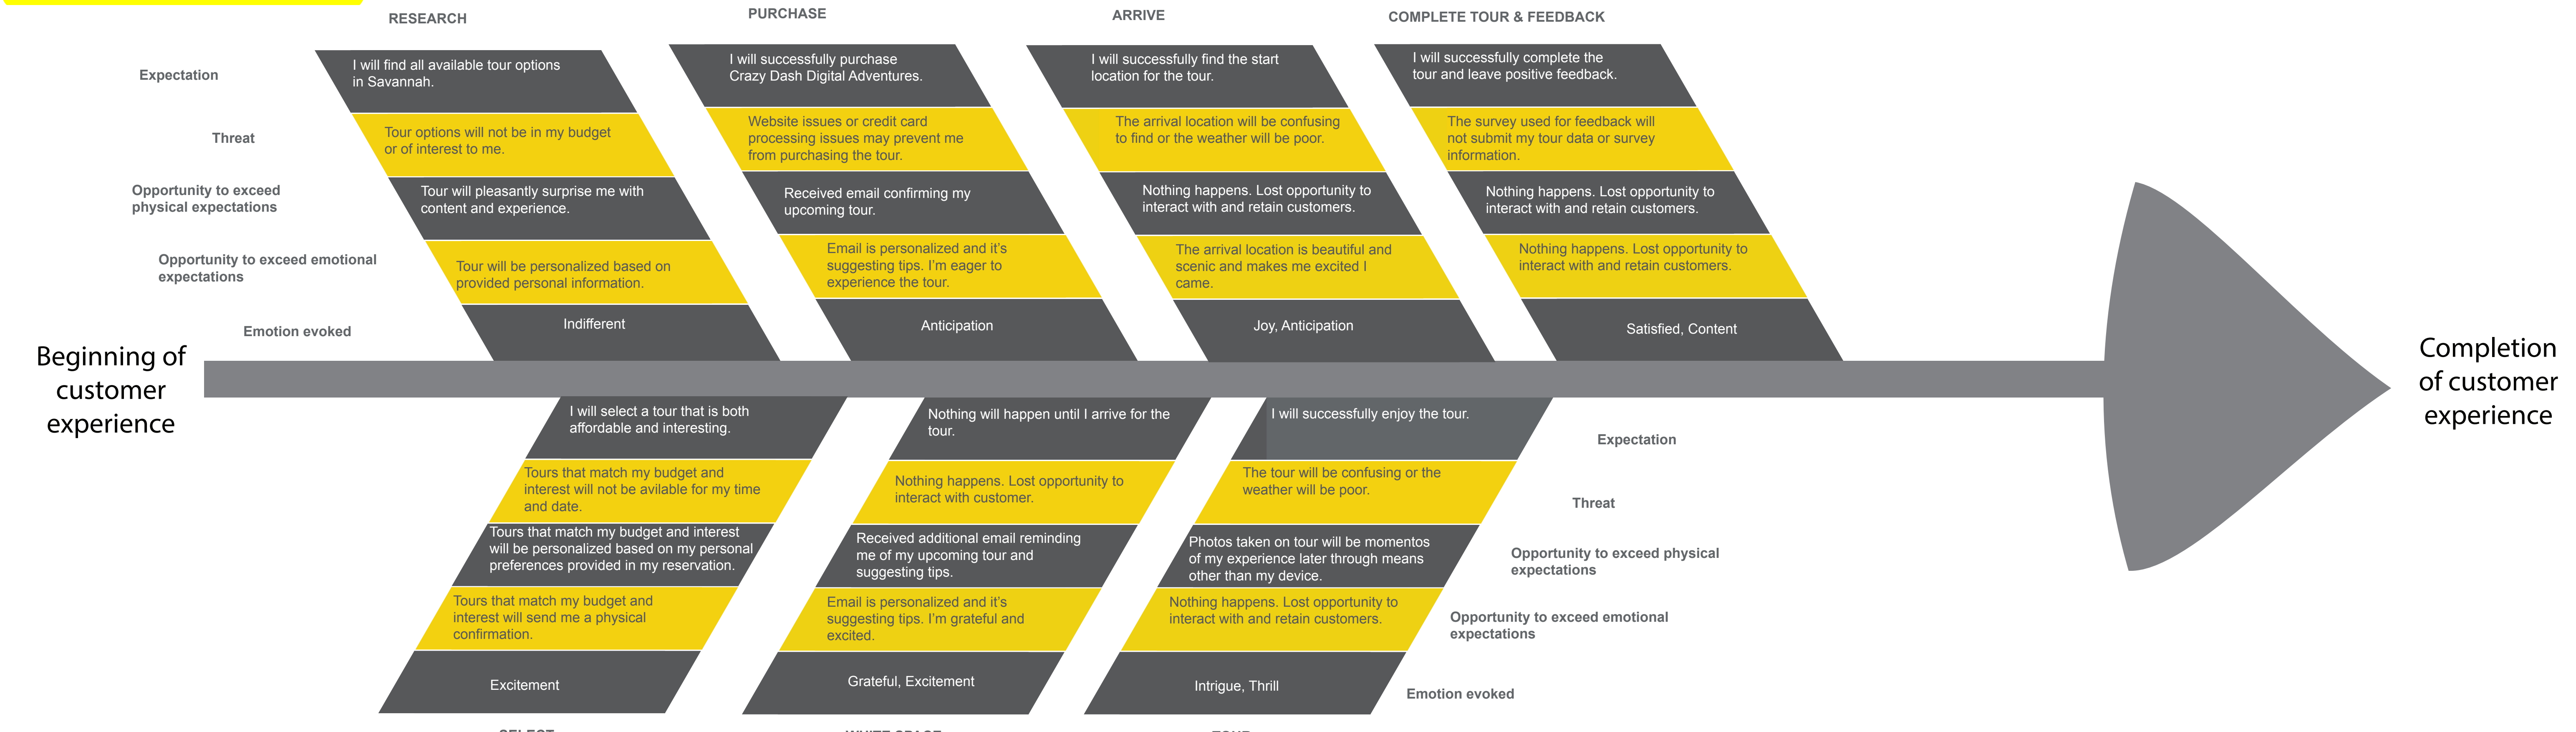 RESEARCH
PURCHASE
ARRIVE
COMPLETE TOUR & FEEDBACK
Expectation
I will find all available tour options
in Savannah.
I will successfully purchase
Crazy Dash Digital Adventures.
I will successfully find the start
location for the tour.
I will successfully complete the
tour and leave positive feedback.
Threat
Tour options will not be in my budget
or of interest to me.
Website issues or credit card
processing issues may prevent me
from purchasing the tour.
The arrival location will be confusing
to find or the weather will be poor.
The survey used for feedback will
not submit my tour data or survey
information.
Opportunity to exceed
physical expectations
Tour will pleasantly surprise me with
content and experience.
Received email confirming my
upcoming tour.
Nothing happens. Lost opportunity to
interact with and retain customers.
Nothing happens. Lost opportunity to
interact with and retain customers.
Opportunity to exceed emotional
expectations
Tour will be personalized based on
provided personal information.
Email is personalized and it's
suggesting tips. I'm eager to
experience the tour.
The arrival location is beautiful and
scenic and makes me excited I
came.
Nothing happens. Lost opportunity to
interact with and retain customers.
Emotion evoked
Indifferent
Anticipation
Joy, Anticipation
Satisfied, Content
Beginning of
customer
experience
Completion
of customer
experience
I will select a tour that is both
affordable and interesting.
Nothing will happen until I arrive for the
tour.
I will successfully enjoy the tour.
Expectation
Tours that match my budget and
interest will not be avilable for my time
and date.
Nothing happens. Lost opportunity to
interact with customer.
The tour will be confusing or the
weather will be poor.
Threat
Tours that match my budget and interest
will be personalized based on my personal
preferences provided in my reservation.
Received additional email reminding
me of my upcoming tour and
suggesting tips.
Photos taken on tour will be momentos
of my experience later through means
other than my device.
Opportunity to exceed physical
expectations
Tours that match my budget and
interest will send me a physical
confirmation.
Email is personalized and it's
suggesting tips. I'm grateful and
excited.
Nothing happens. Lost opportunity to
interact with and retain customers.
Opportunity to exceed emotional
expectations
Excitement
Grateful, Excitement
Intrigue, Thrill
Emotion evoked
SELECT
WHITE SPACE